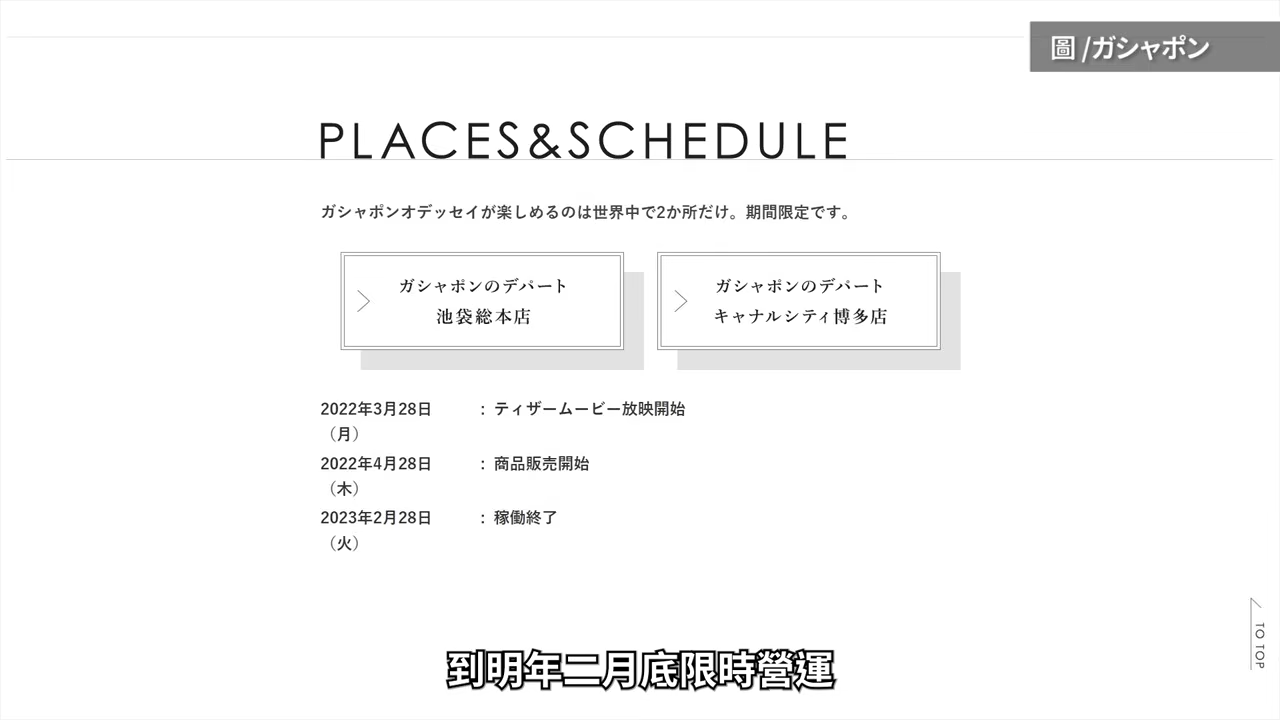 圖 /ガシャポン
PLACES&SCHEDULE
ガシャポンオデッセイが楽しめるのは世界中で2か所だけ。期間限定です。
ガシャポンのデパート
池袋総本店
ガシャポンのデパート
キャナルシティ博多店
2022年3月28日 : ティザームービー放映開始
（月）
2022年4月28日 : 商品販売開始
（木）
2023年2月28日 : 稼働終了
（火）
TO TOP
到明年二月底限時營運